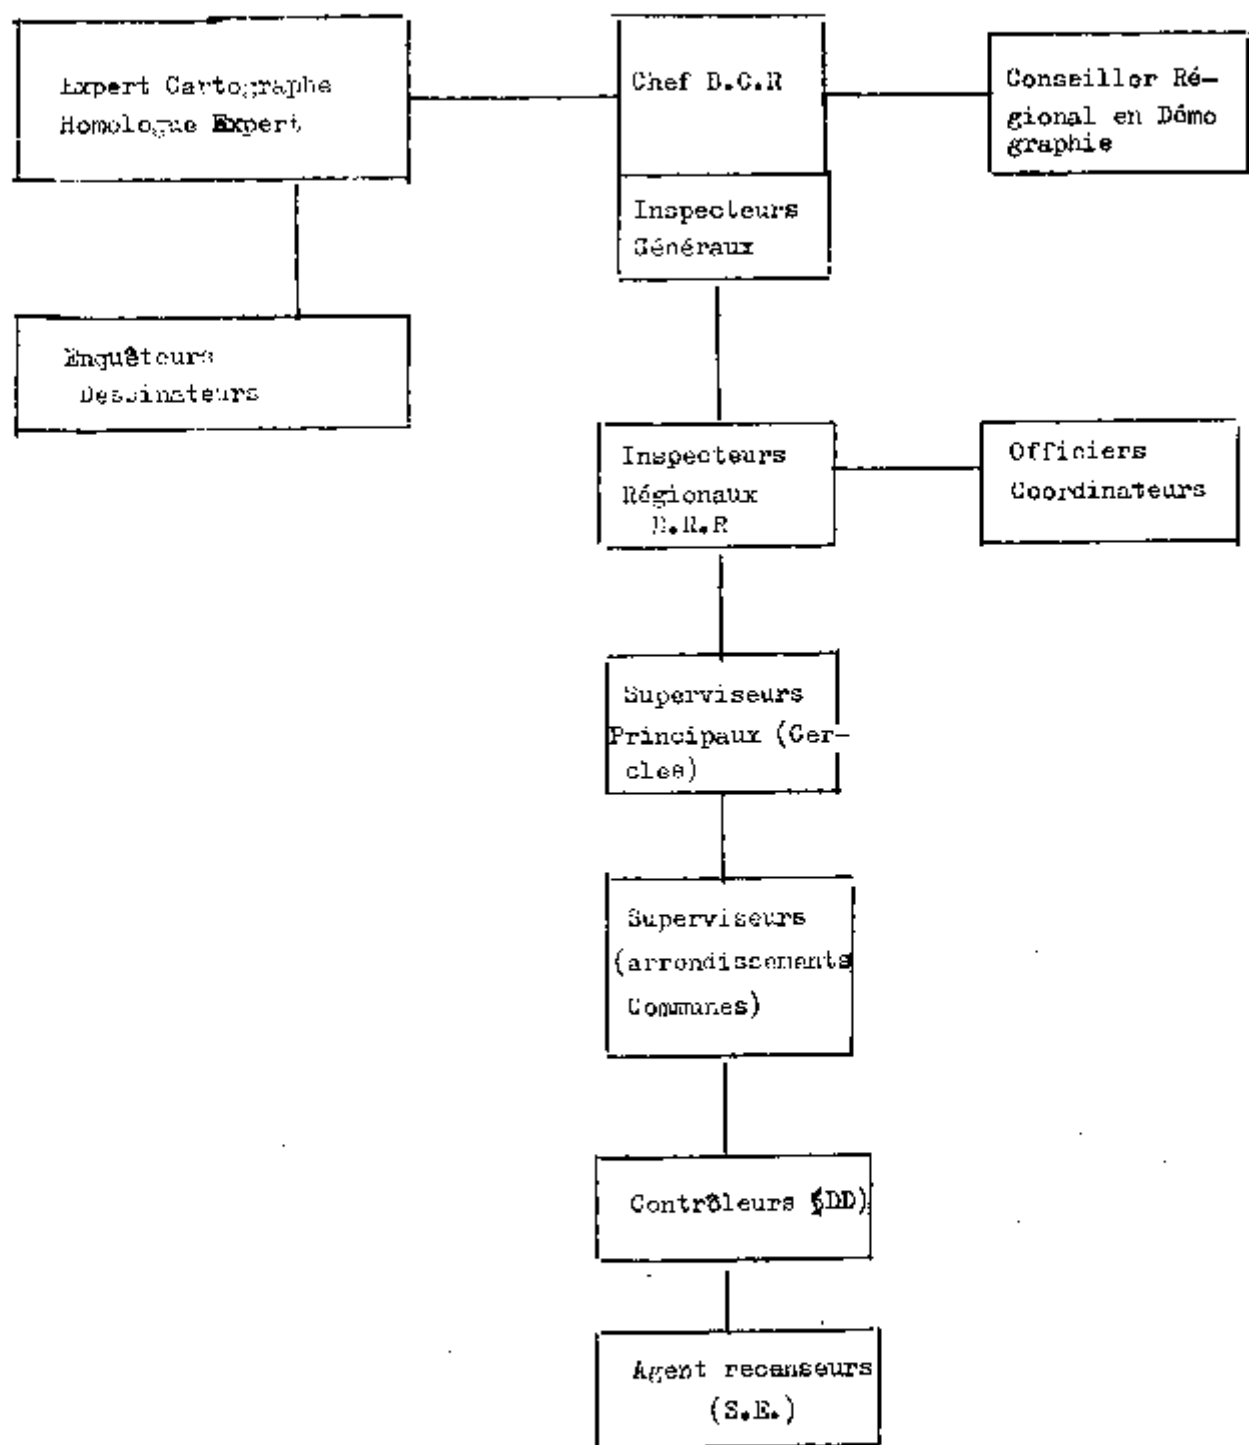 Expert Cartographe
Homologue Expert
Chef B.C.R
Conseiller Ré-
gional en Démo
graphie
Inspecteurs
Généraux
Enquêteurs
Dessinateurs
Inspecteurs
Régionaux
B.R.R
Officiers
Coordinateurs
Superviseurs
Principaux (Cer-
cles)
Superviseurs
(arrondissements
Communes)
Contrôleurs (DD)
Agent recenseurs
(S.E.)